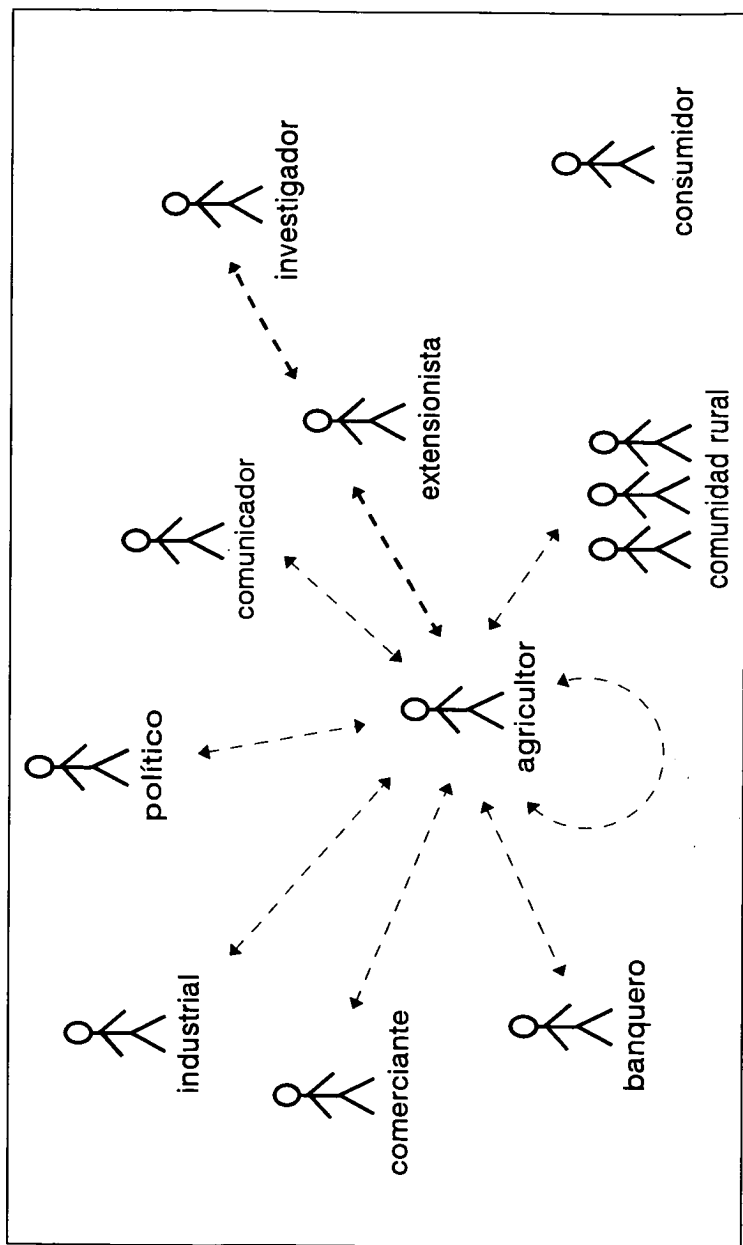 político
industrial
comunicador
investigador
comerciante
extensionista
agricultor
banquero
consumidor
comunidad rural